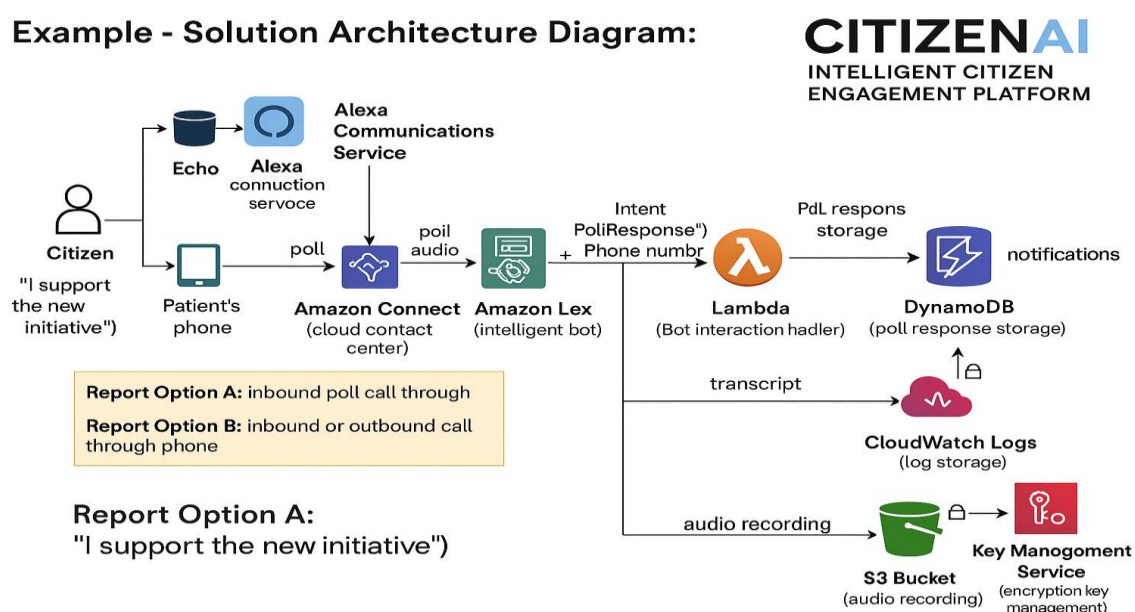 Example - Solution Architecture Diagram:
CITIZENAI
INTELLIGENT CITIZEN
ENGAGEMENT PLATFORM
Echo
Alexa
connuction
servoce
Alexa
Communications
Service
Citizen
"I support
the new
initiative")
Patient's
phone
poll
Amazon Connect
(cloud contact
center)
poil
audio
Amazon Lex
(intelligent bot)
+
Intent
PoliResponse")
Phone numbr
Lambda
(Bot interaction hadler)
PdL respons
storage
DynamoDB
(poll response storage)
notifications
Report Option A: inbound poll call through
Report Option B: inbound or outbound call
through phone
transcript
CloudWatch Logs
(log storage)
Report Option A:
"I support the new initiative")
audio recording
S3 Bucket
(audio recording)
Key Managoment
Service
(encryption key
management)